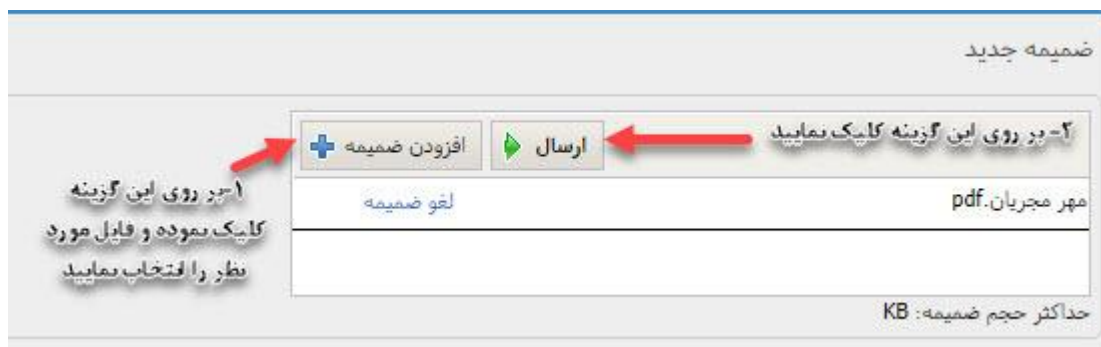 ضمیمه جدید
۲- بر روی این گزینه کلیک نمایید
ارسال
افزودن ضمیمه
۱-بر روی این گزینه
کلیک نموده و فایل مورد
نظر را انتخاب نمایید
مهر مجریان.pdf
لغو ضمیمه
حداکثر حجم ضمیمه: KB